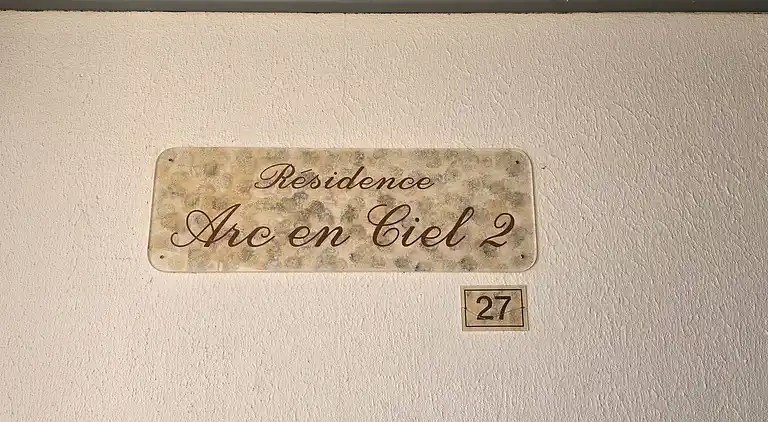 Résidence
Arc en Ciel 2
27